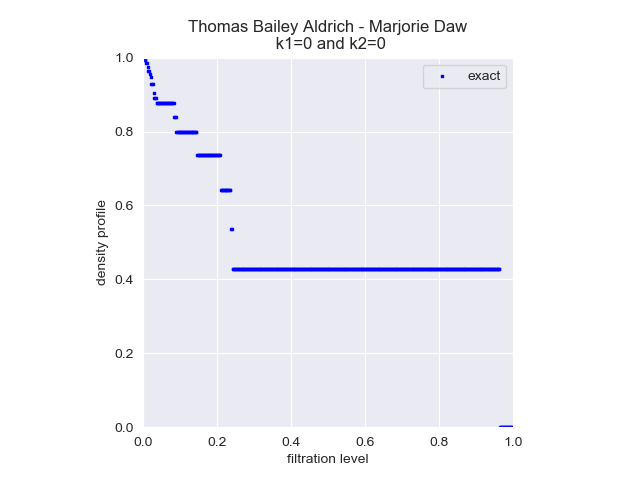 Thomas Bailey Aldrich - Marjorie Daw
k1=0 and k2=0
exact
1.0
0.8
0.6
0.4
0.2
0.0
density profile
0.0 0.2 0.4 0.6 0.8 1.0
filtration level